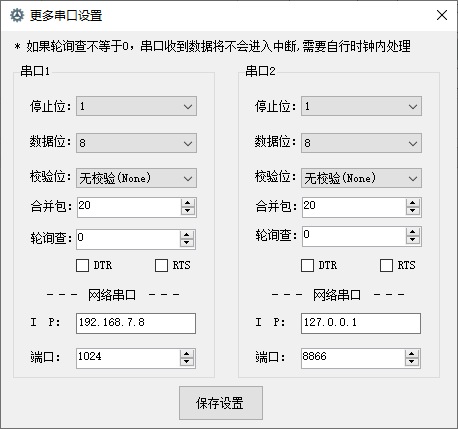 更多串口设置
* 如果轮询查不等于0，串口收到数据将不会进入中断,需要自行时钟内处理
串口1
停止位: 1
数据位: 8
校验位: 无校验(None)
合并包: 20
轮询查: 0
DTR RTS
--- 网络串口 ---
I P: 192.168.7.8
端口: 1024
串口2
停止位: 1
数据位: 8
校验位: 无校验(None)
合并包: 20
轮询查: 0
DTR RTS
--- 网络串口 ---
I P: 127.0.0.1
端口: 8866
保存设置